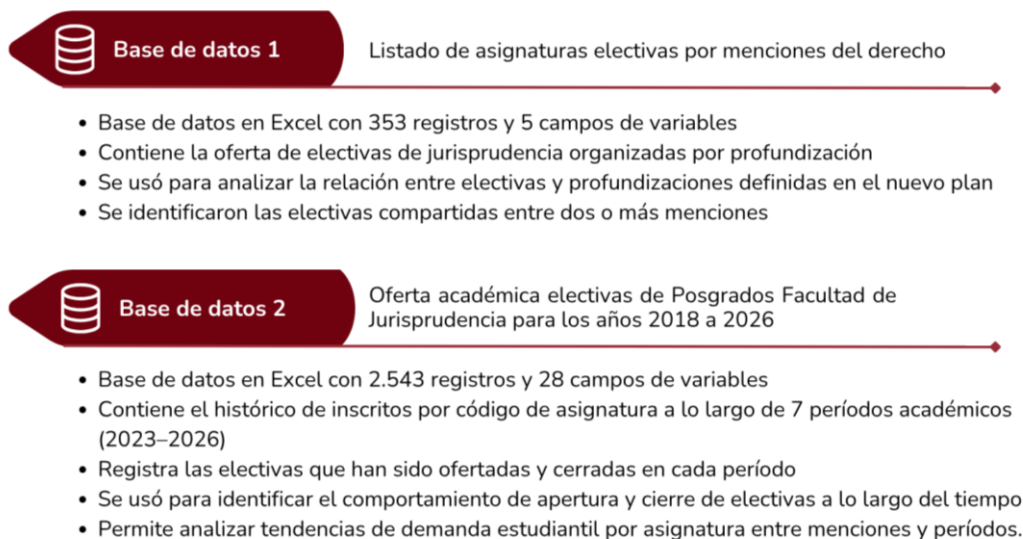 Base de datos 1
Listado de asignaturas electivas por menciones del derecho
• Base de datos en Excel con 353 registros y 5 campos de variables
• Contiene la oferta de electivas de jurisprudencia organizadas por profundización
• Se usó para analizar la relación entre electivas y profundizaciones definidas en el nuevo plan
• Se identificaron las electivas compartidas entre dos o más menciones
Base de datos 2
Oferta académica electivas de Posgrados Facultad de
Jurisprudencia para los años 2018 a 2026
• Base de datos en Excel con 2.543 registros y 28 campos de variables
• Contiene el histórico de inscritos por código de asignatura a lo largo de 7 períodos académicos
(2023–2026)
• Registra las electivas que han sido ofertadas y cerradas en cada período
• Se usó para identificar el comportamiento de apertura y cierre de electivas a lo largo del tiempo
• Permite analizar tendencias de demanda estudiantil por asignatura entre menciones y períodos.